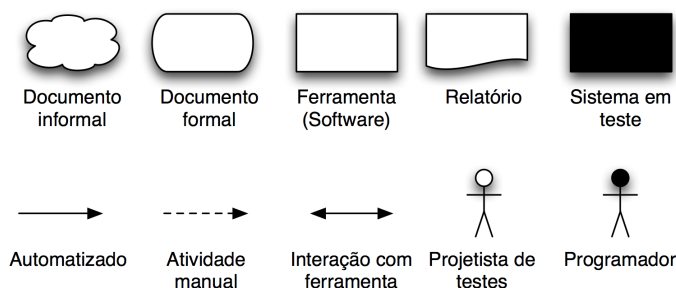 Documento
informal
Documento
formal
Ferramenta
(Software)
Relatório
Sistema em
teste
Automatizado
Atividade
manual
Interação com
ferramenta
Projetista de
testes
Programador